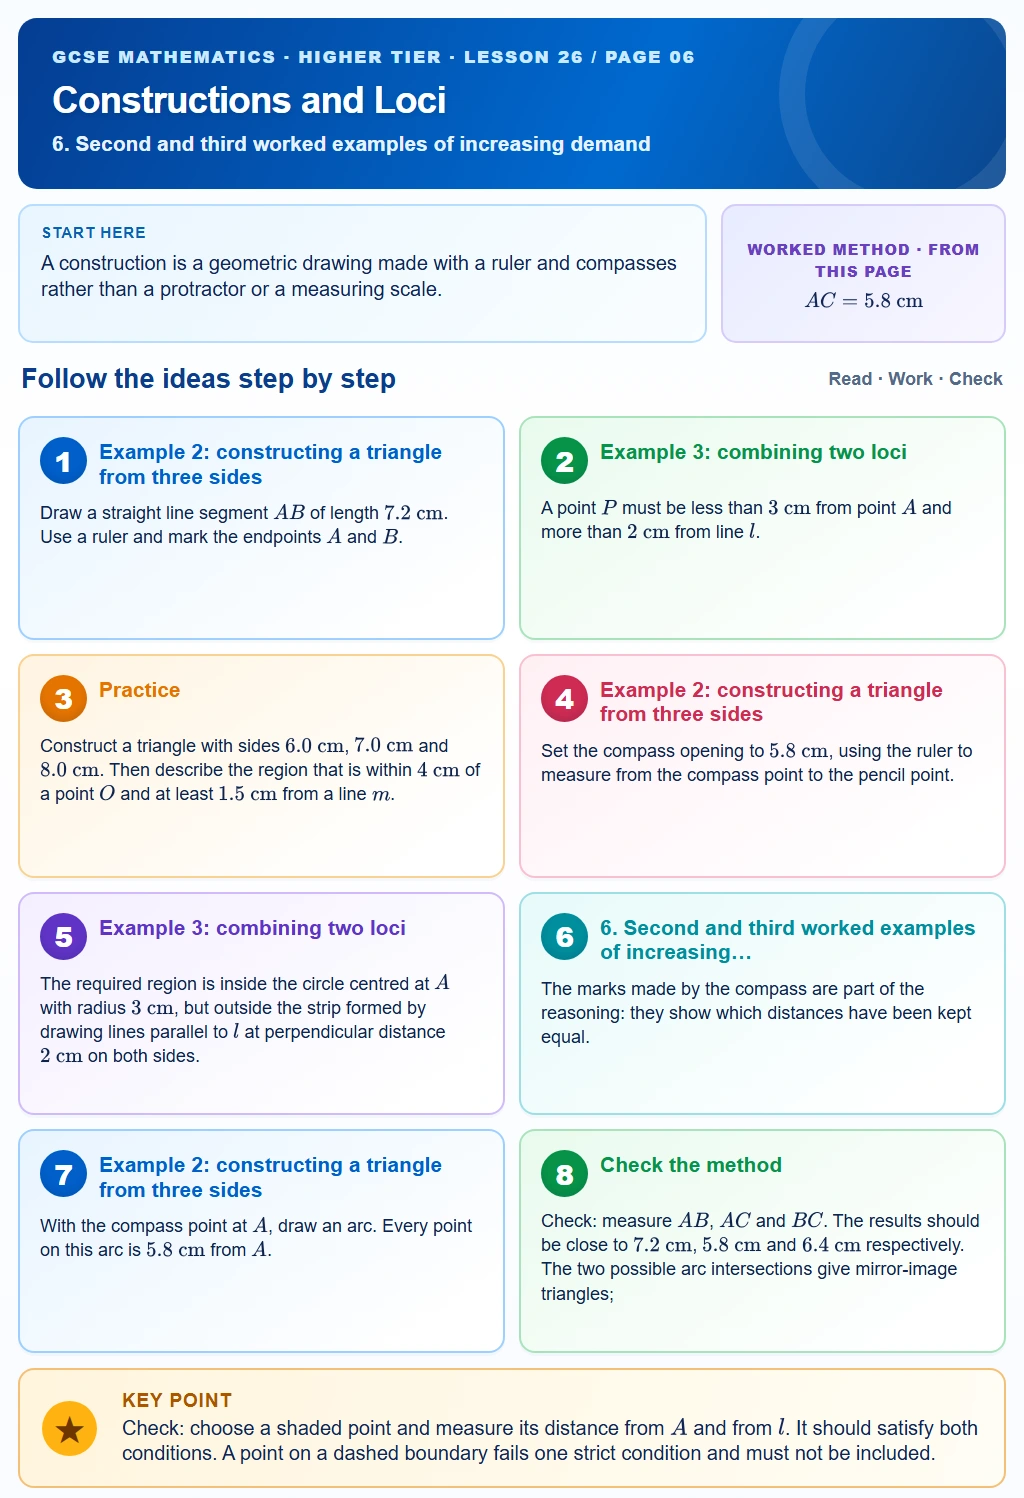 GCSE MATHEMATICS · HIGHER TIER · LESSON 26 / PAGE 06
Constructions and Loci
6. Second and third worked examples of increasing demand
START HERE
A construction is a geometric drawing made with a ruler and compasses
rather than a protractor or a measuring scale.
WORKED METHOD · FROM
THIS PAGE
AC = 5.8 cm
Follow the ideas step by step
Read · Work · Check
1
Example 2: constructing a triangle
from three sides
Draw a straight line segment AB of length 7.2 cm.
Use a ruler and mark the endpoints A and B.
2
Example 3: combining two loci
A point P must be less than 3 cm from point A and
more than 2 cm from line l.
3
Practice
Construct a triangle with sides 6.0 cm, 7.0 cm and
8.0 cm. Then describe the region that is within 4 cm of
a point O and at least 1.5 cm from a line m.
4
Example 2: constructing a triangle
from three sides
Set the compass opening to 5.8 cm, using the ruler to
measure from the compass point to the pencil point.
5
Example 3: combining two loci
The required region is inside the circle centred at A
with radius 3 cm, but outside the strip formed by
drawing lines parallel to l at perpendicular distance
2 cm on both sides.
6
6. Second and third worked examples
of increasing…
The marks made by the compass are part of the
reasoning: they show which distances have been kept
equal.
7
Example 2: constructing a triangle
from three sides
With the compass point at A, draw an arc. Every point
on this arc is 5.8 cm from A.
8
Check the method
Check: measure AB, AC and BC. The results should
be close to 7.2 cm, 5.8 cm and 6.4 cm respectively.
The two possible arc intersections give mirror-image
triangles;
KEY POINT
Check: choose a shaded point and measure its distance from A and from l. It should satisfy both
conditions. A point on a dashed boundary fails one strict condition and must not be included.